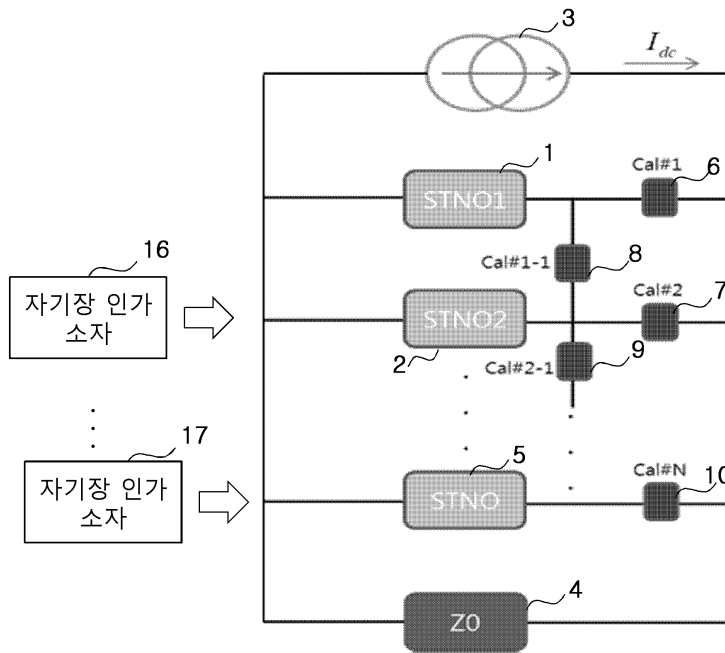 3
I_dc
1
STNO1
Cal#1
6
Cal#1-1
8
16
자기장 인가
소자
STNO2
2
Cal#2
7
Cal#2-1
9
17
자기장 인가
소자
5
STNO
Cal#N
10
4
Z0